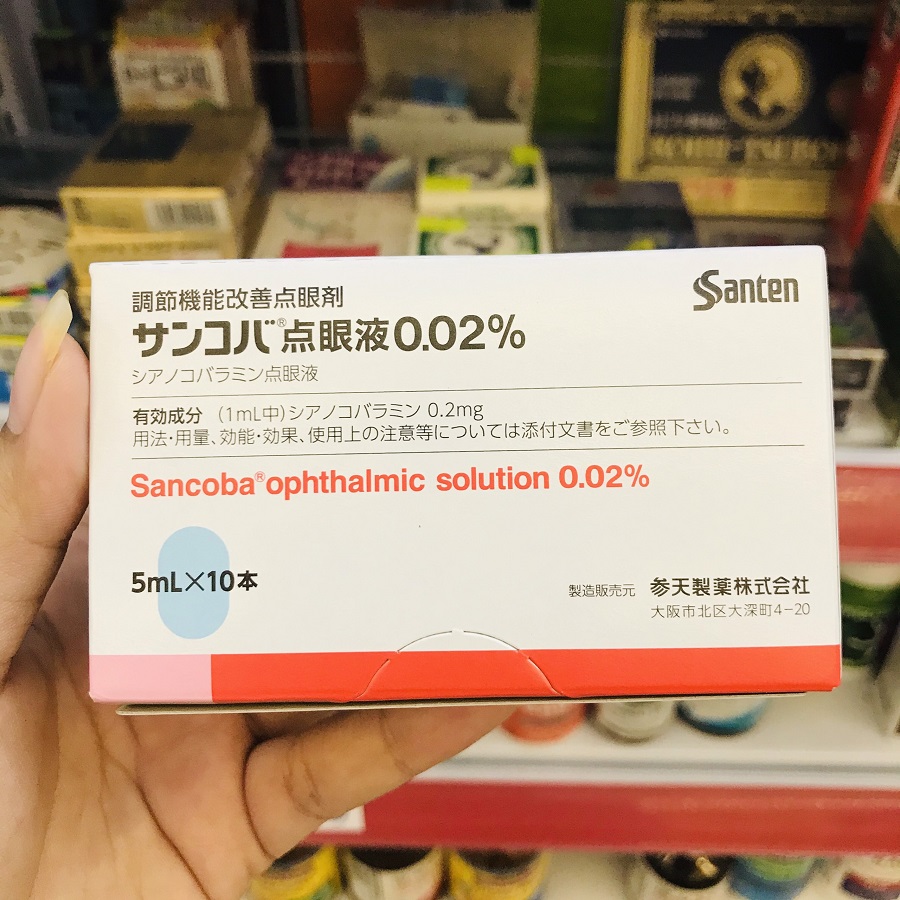 調節機能改善点眼剤
Santen
サンコバ®点眼液0.02%
シアノコバラミン点眼液
有効成分 (1mL中)シアノコバラミン 0.2mg
用法・用量、効能・効果、使用上の注意等については添付文書をご参照下さい。
Sancoba®ophthalmic solution 0.02%
5mL×10本
製造販売元 参天製薬株式会社
大阪市北区大深町4-20